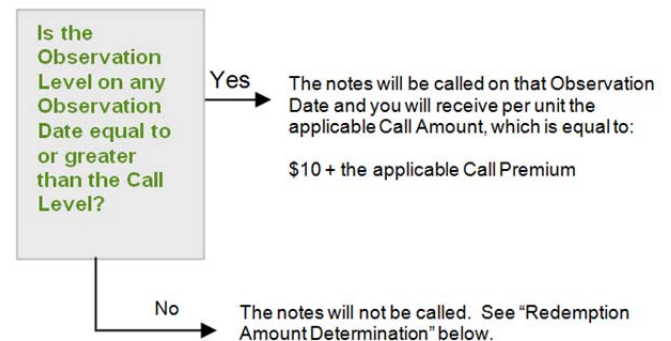 Is the
Observation
Level on any
Observation
Date equal to
or greater
than the Call
Level?
Yes
The notes will be called on that Observation
Date and you will receive per unit the
applicable Call Amount, which is equal to:
$10 + the applicable Call Premium
No
The notes will not be called. See “Redemption
Amount Determination” below.